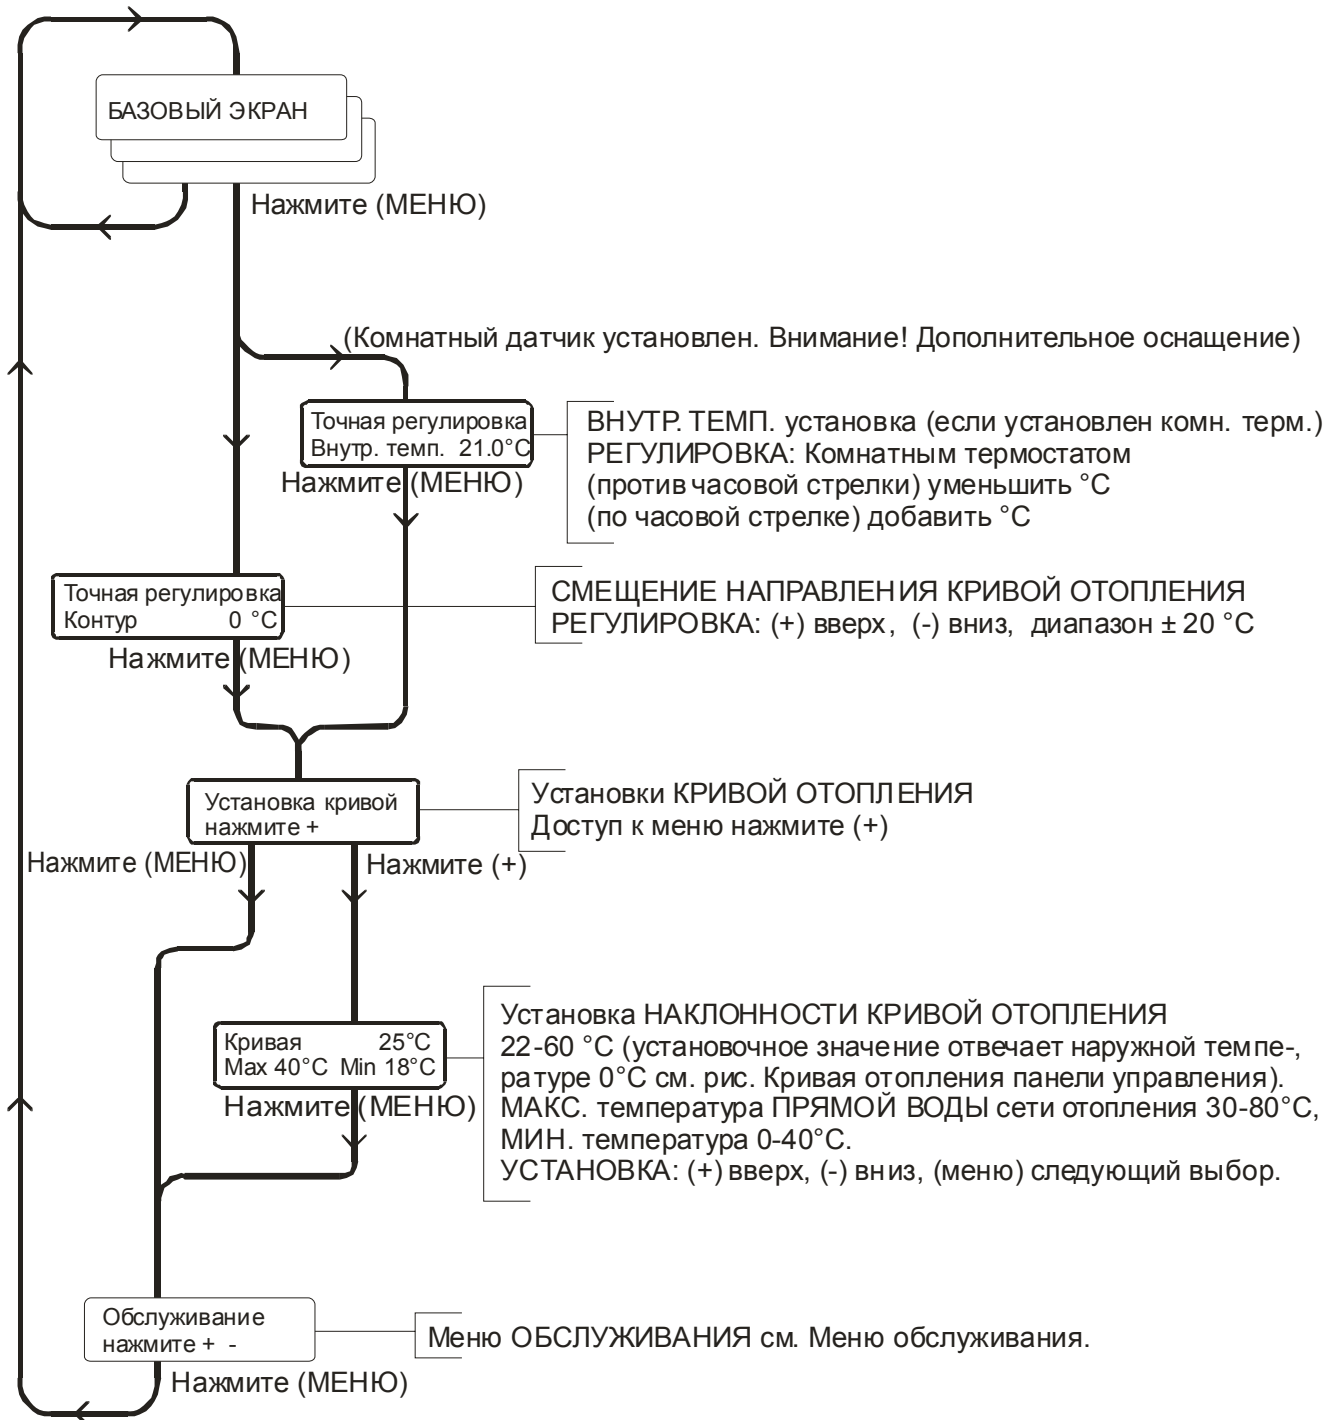 БАЗОВЫЙ ЭКРАН
Нажмите (МЕНЮ)
(Комнатный датчик установлен. Внимание! Дополнительное оснащение)
Точная регулировка
Внутр. темп. 21.0°C
Нажмите (МЕНЮ)
ВНУТР. ТЕМП. установка (если установлен комн. терм.)
РЕГУЛИРОВКА: Комнатным термостатом
(против часовой стрелки) уменьшить °C
(по часовой стрелке) добавить °C
Точная регулировка
Контур 0 °C
Нажмите (МЕНЮ)
СМЕЩЕНИЕ НАПРАВЛЕНИЯ КРИВОЙ ОТОПЛЕНИЯ
РЕГУЛИРОВКА: (+) вверх, (-) вниз, диапазон ± 20 °C
Установка кривой
нажмите +
Установки КРИВОЙ ОТОПЛЕНИЯ
Доступ к меню нажмите (+)
Нажмите (МЕНЮ)
Нажмите (+)
Кривая 25°C
Max 40°C Min 18°C
Нажмите (МЕНЮ)
Установка НАКЛОННОСТИ КРИВОЙ ОТОПЛЕНИЯ
22-60 °C (установочное значение отвечает наружной темпе-,
ратуре 0°C см. рис. Кривая отопления панели управления).
МАКС. температура ПРЯМОЙ ВОДЫ сети отопления 30-80°C,
МИН. температура 0-40°C.
УСТАНОВКА: (+) вверх, (-) вниз, (меню) следующий выбор.
Обслуживание
нажмите + -
Меню ОБСЛУЖИВАНИЯ см. Меню обслуживания.
Нажмите (МЕНЮ)